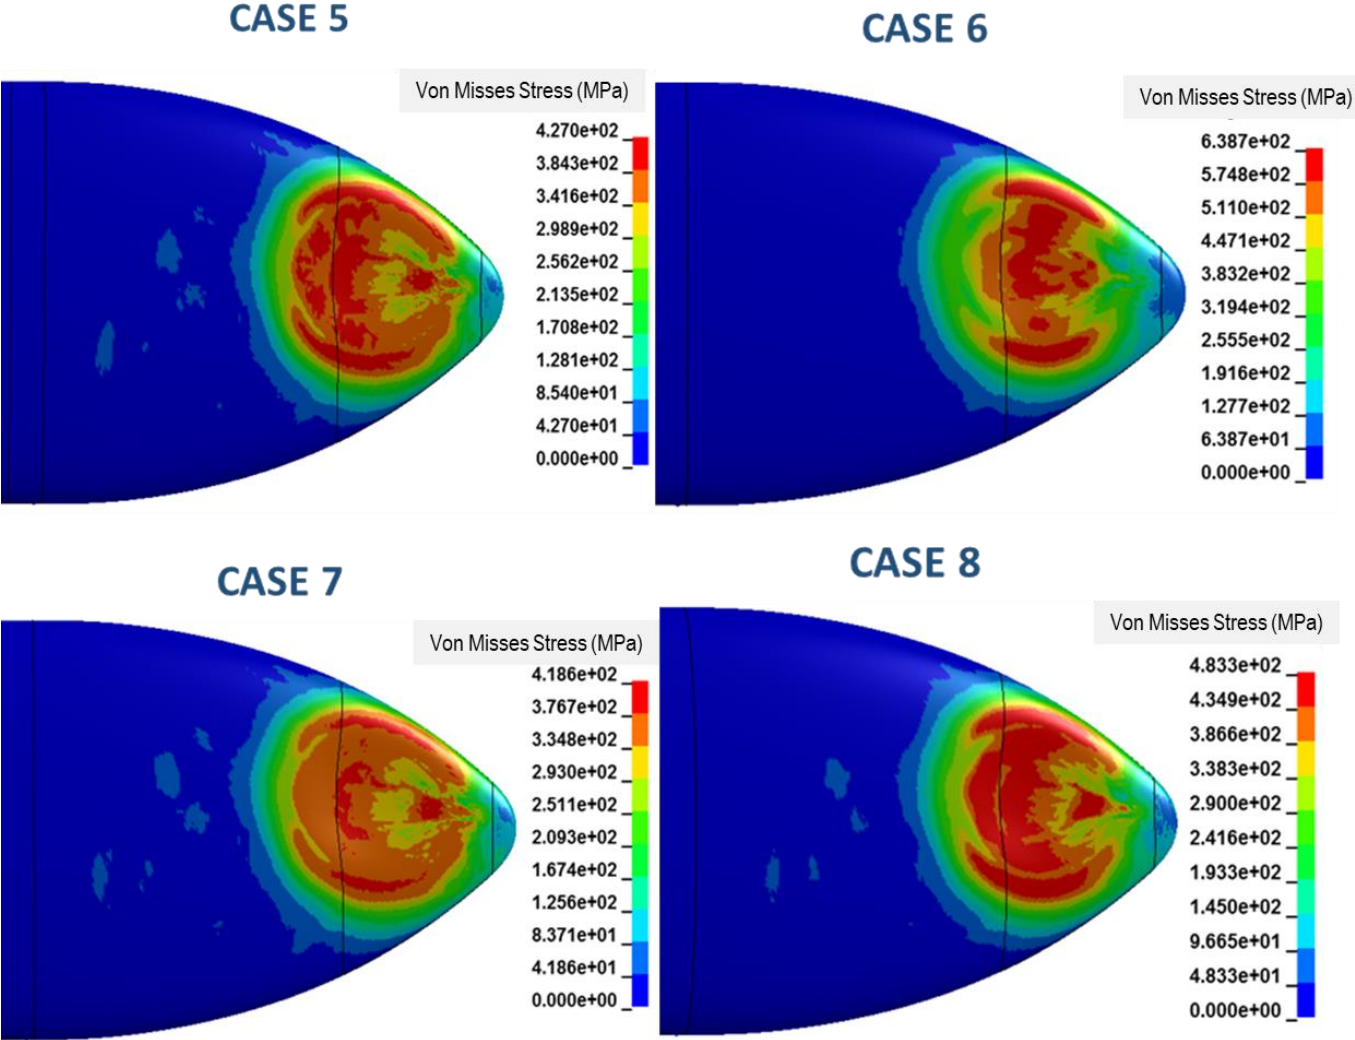 CASE 5
Von Misses Stress (MPa)
4.270e+02
3.843e+02
3.416e+02
2.989e+02
2.562e+02
2.135e+02
1.708e+02
1.281e+02
8.540e+01
4.270e+01
0.000e+00
CASE 6
Von Misses Stress (MPa)
6.387e+02
5.748e+02
5.110e+02
4.471e+02
3.832e+02
3.194e+02
2.555e+02
1.916e+02
1.277e+02
6.387e+01
0.000e+00
CASE 7
Von Misses Stress (MPa)
4.186e+02
3.767e+02
3.348e+02
2.930e+02
2.511e+02
2.093e+02
1.674e+02
1.256e+02
8.371e+01
4.186e+01
0.000e+00
CASE 8
Von Misses Stress (MPa)
4.833e+02
4.349e+02
3.866e+02
3.383e+02
2.900e+02
2.416e+02
1.933e+02
1.450e+02
9.665e+01
4.833e+01
0.000e+00